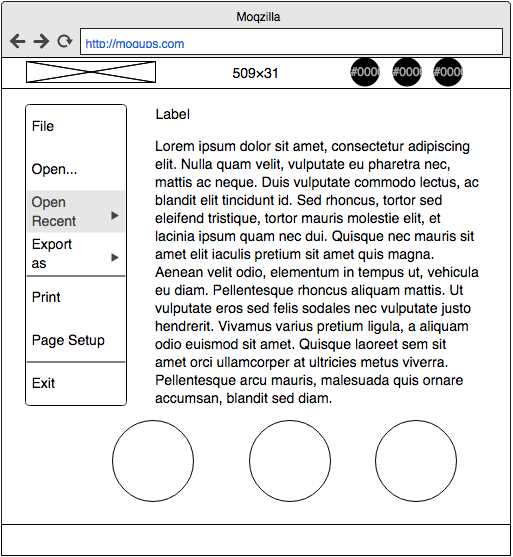 Moqzilla
http://moqups.com
509×31
#000
#000
#000
File
Open...
Open
Recent
Export
as
Print
Page Setup
Exit
Label
Lorem ipsum dolor sit amet, consectetur adipiscing
elit. Nulla quam velit, vulputate eu pharetra nec,
mattis ac neque. Duis vulputate commodo lectus, ac
blandit elit tincidunt id. Sed rhoncus, tortor sed
eleifend tristique, tortor mauris molestie elit, et
lacinia ipsum quam nec dui. Quisque nec mauris sit
amet elit iaculis pretium sit amet quis magna.
Aenean velit odio, elementum in tempus ut, vehicula
eu diam. Pellentesque rhoncus aliquam mattis. Ut
vulputate eros sed felis sodales nec vulputate justo
hendrerit. Vivamus varius pretium ligula, a aliquam
odio euismod sit amet. Quisque laoreet sem sit
amet orci ullamcorper at ultricies metus viverra.
Pellentesque arcu mauris, malesuada quis ornare
accumsan, blandit sed diam.